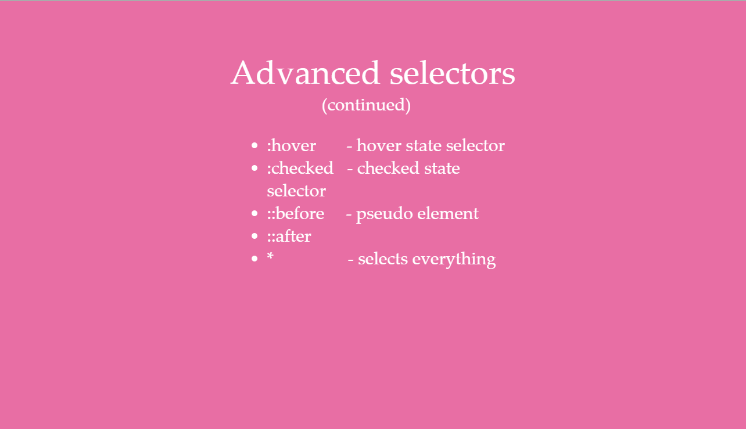 Advanced selectors
(continued)
• :hover - hover state selector
• :checked - checked state
selector
• ::before - pseudo element
• ::after
• * - selects everything